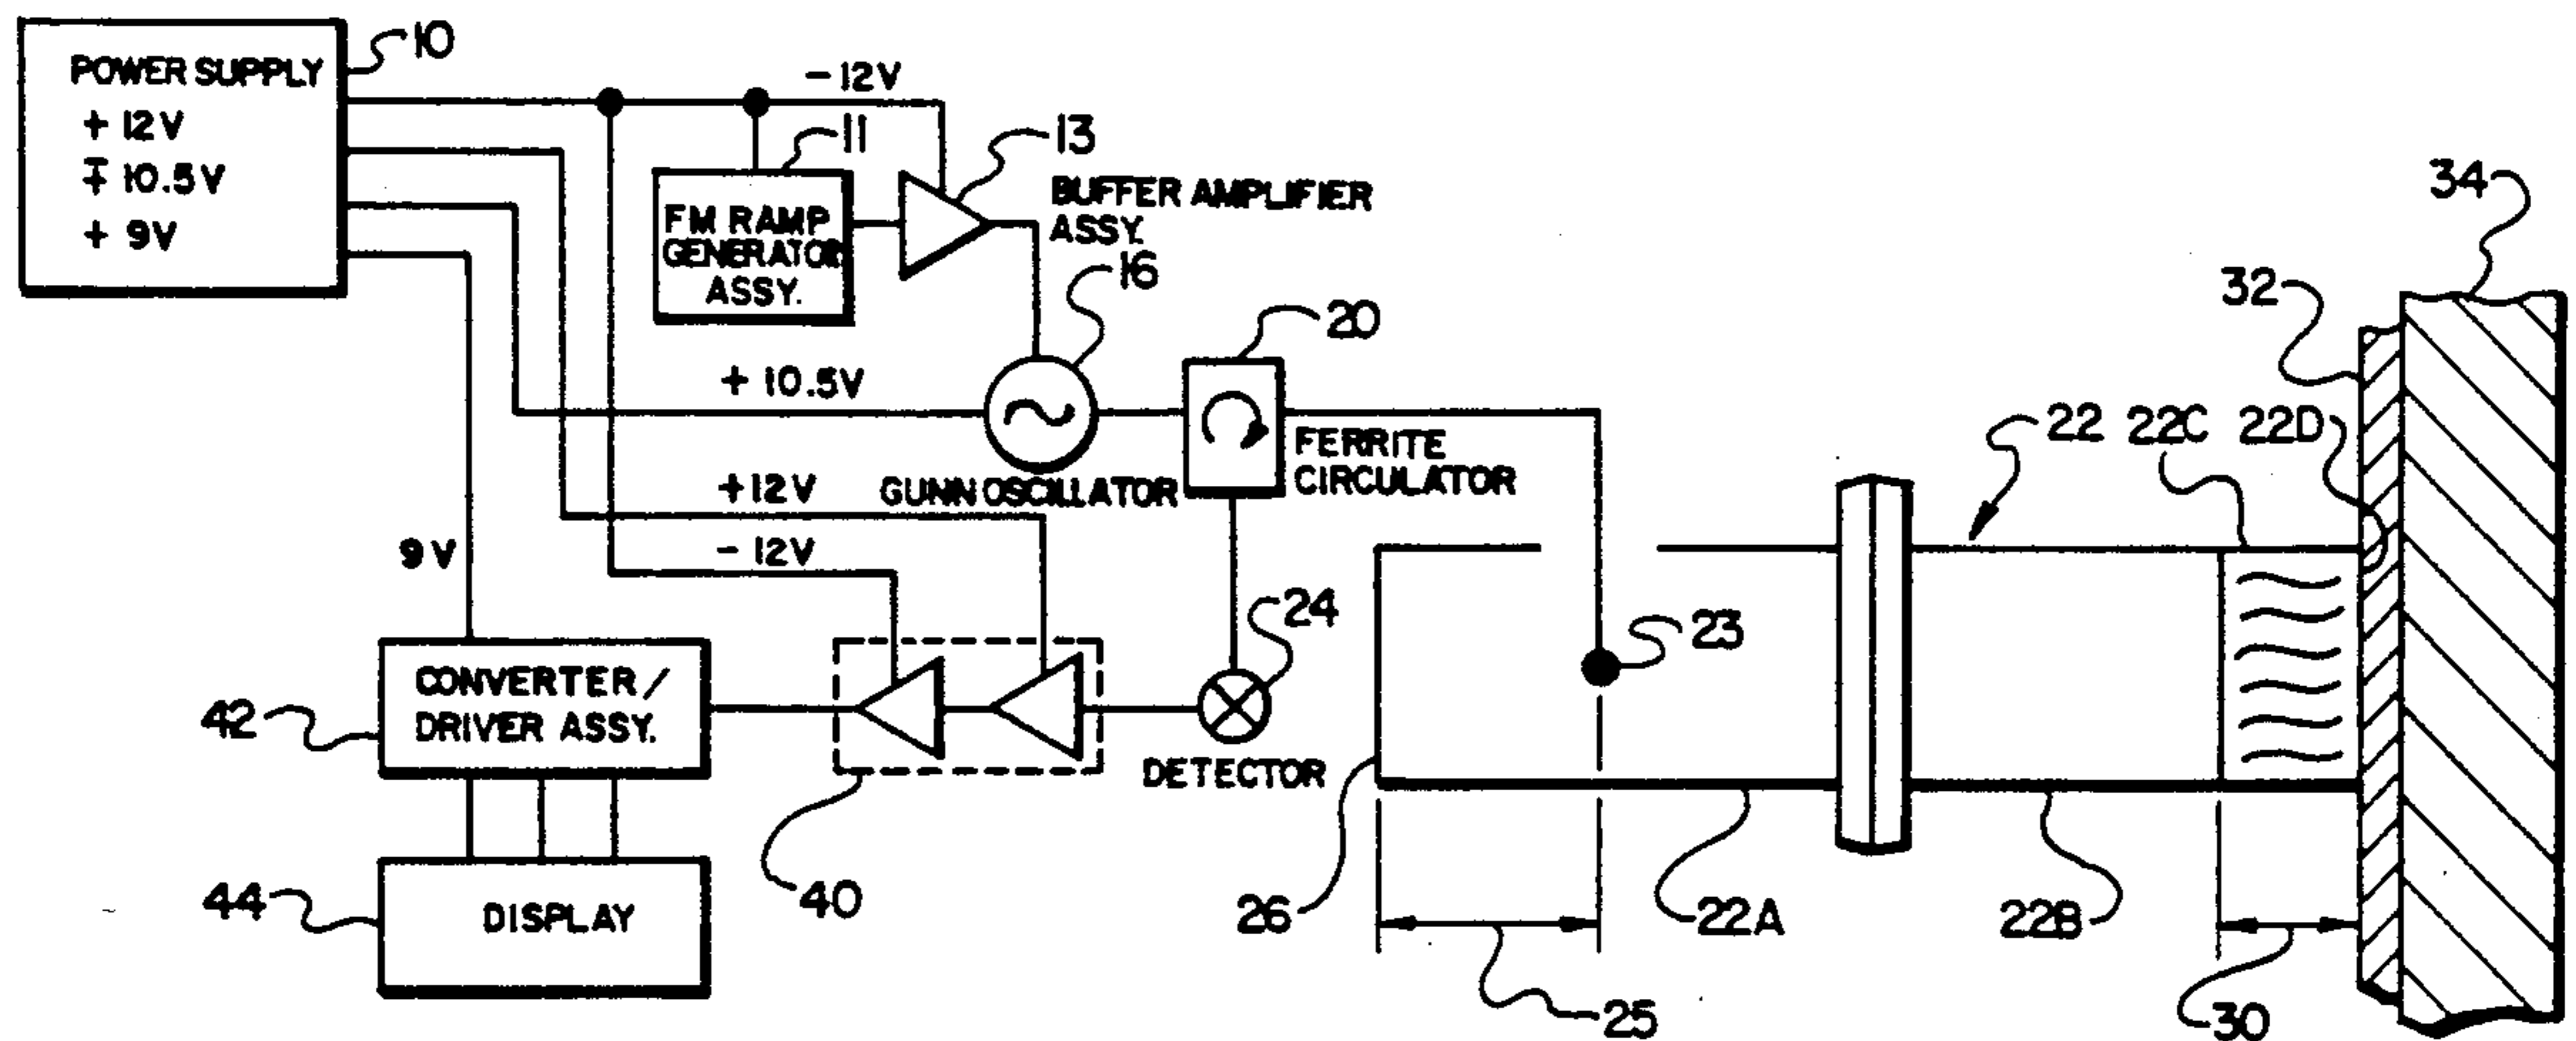 10
POWER SUPPLY
+ 12V
∓ 10.5V
+ 9V
-12V
11
13
FM RAMP
GENERATOR
ASSY.
BUFFER AMPLIFIER
ASSY.
16
20
34
32
+ 10.5V
FERRITE
CIRCULATOR
22
22C
22D
GUNN OSCILLATOR
+12V
9V
-12V
24
23
CONVERTER/
DRIVER ASSY.
42
DETECTOR
44
DISPLAY
40
26
22A
22B
25
30